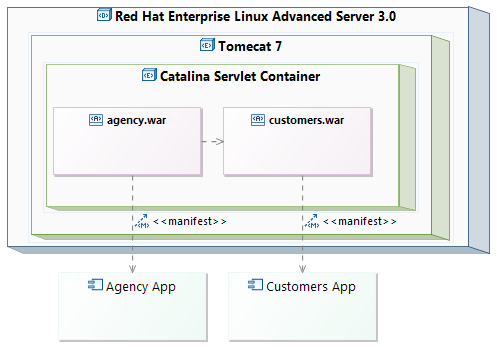 Red Hat Enterprise Linux Advanced Server 3.0
Tomecat 7
Catalina Servlet Container
agency.war
customers.war
<<manifest>>
<<manifest>>
Agency App
Customers App